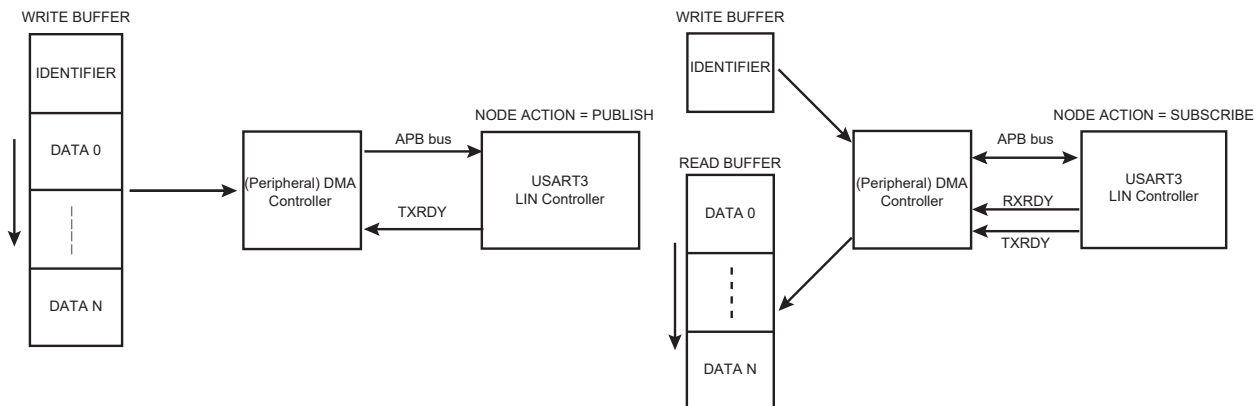 WRITE BUFFER
IDENTIFIER
DATA 0
DATA N
(Peripheral) DMA
Controller
APB bus
TXRDY
NODE ACTION = PUBLISH
USART3
LIN Controller
WRITE BUFFER
IDENTIFIER
READ BUFFER
DATA 0
DATA N
(Peripheral) DMA
Controller
APB bus
RXRDY
TXRDY
NODE ACTION = SUBSCRIBE
USART3
LIN Controller